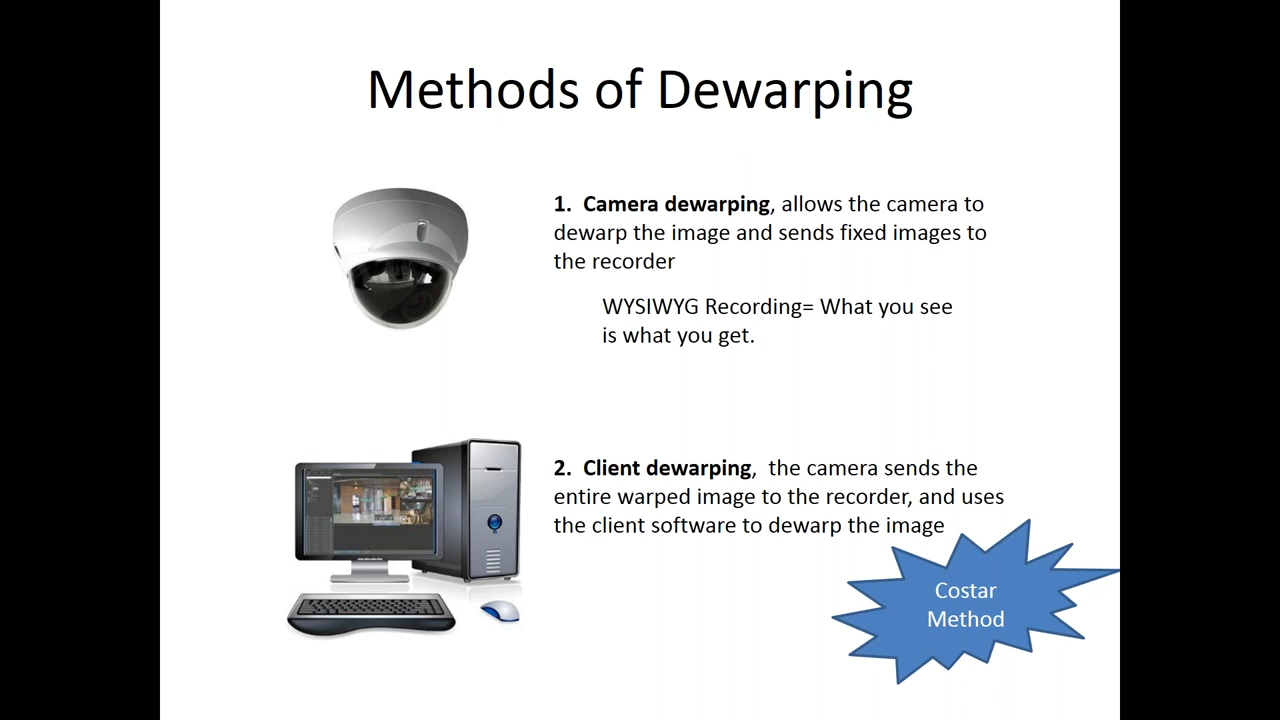 Methods of Dewarping
1. Camera dewarping, allows the camera to
dewarp the image and sends fixed images to
the recorder
WYSIWYG Recording= What you see
is what you get.
2. Client dewarping,  the camera sends the
entire warped image to the recorder, and uses
the client software to dewarp the image
Costar
Method